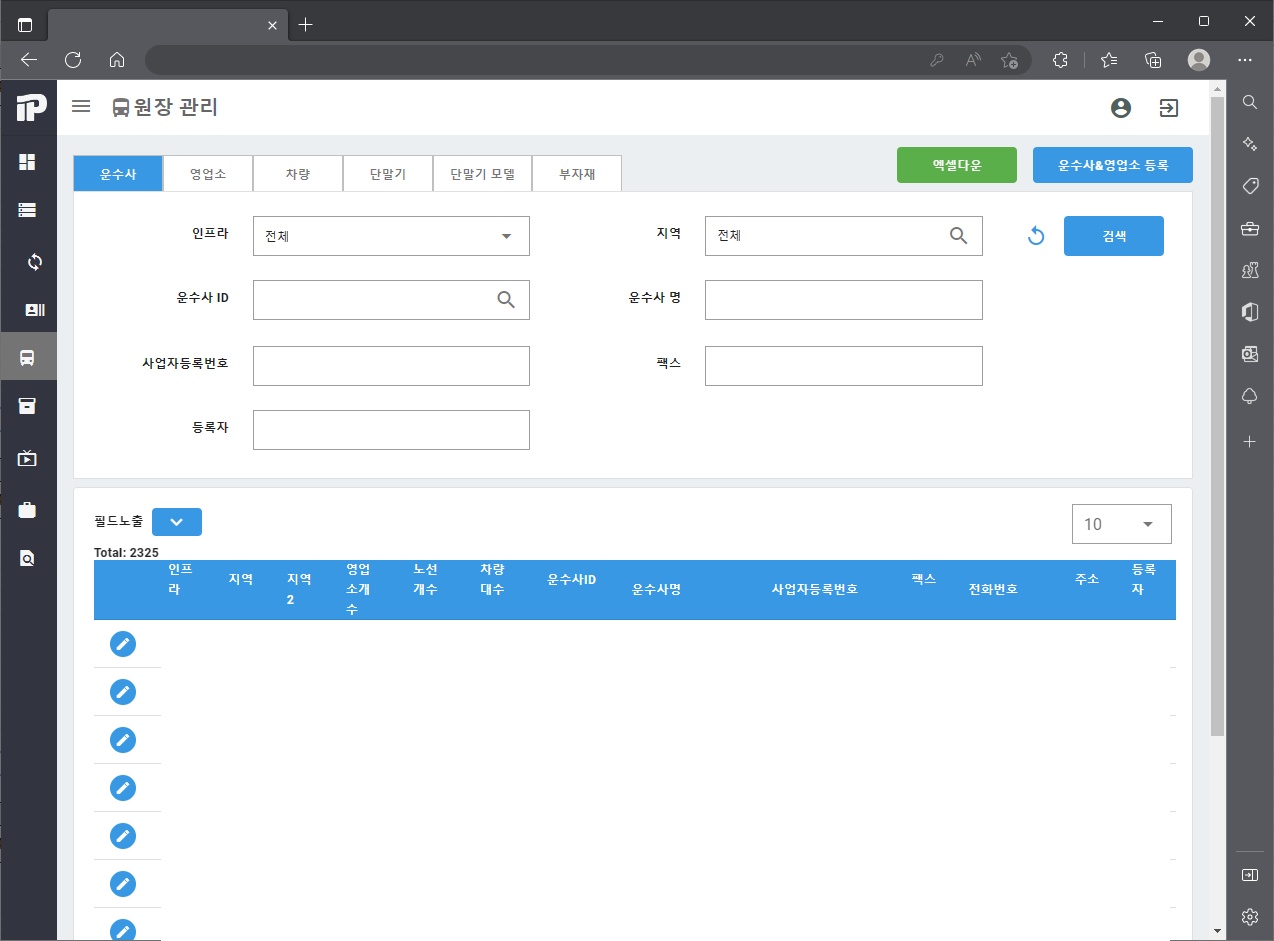 iP
원장 관리
운수사 영업소 차량 단말기 단말기 모델 부자재
엑셀다운 운수사&영업소 등록
인프라 전체 지역 전체 검색
운수사 ID 운수사 명
사업자등록번호 팩스
등록자
필드노출 10
Total: 2325
인프라 지역 지역2 영업소개수 노선개수 차량대수 운수사ID 운수사명 사업자등록번호 팩스 전화번호 주소 등록자